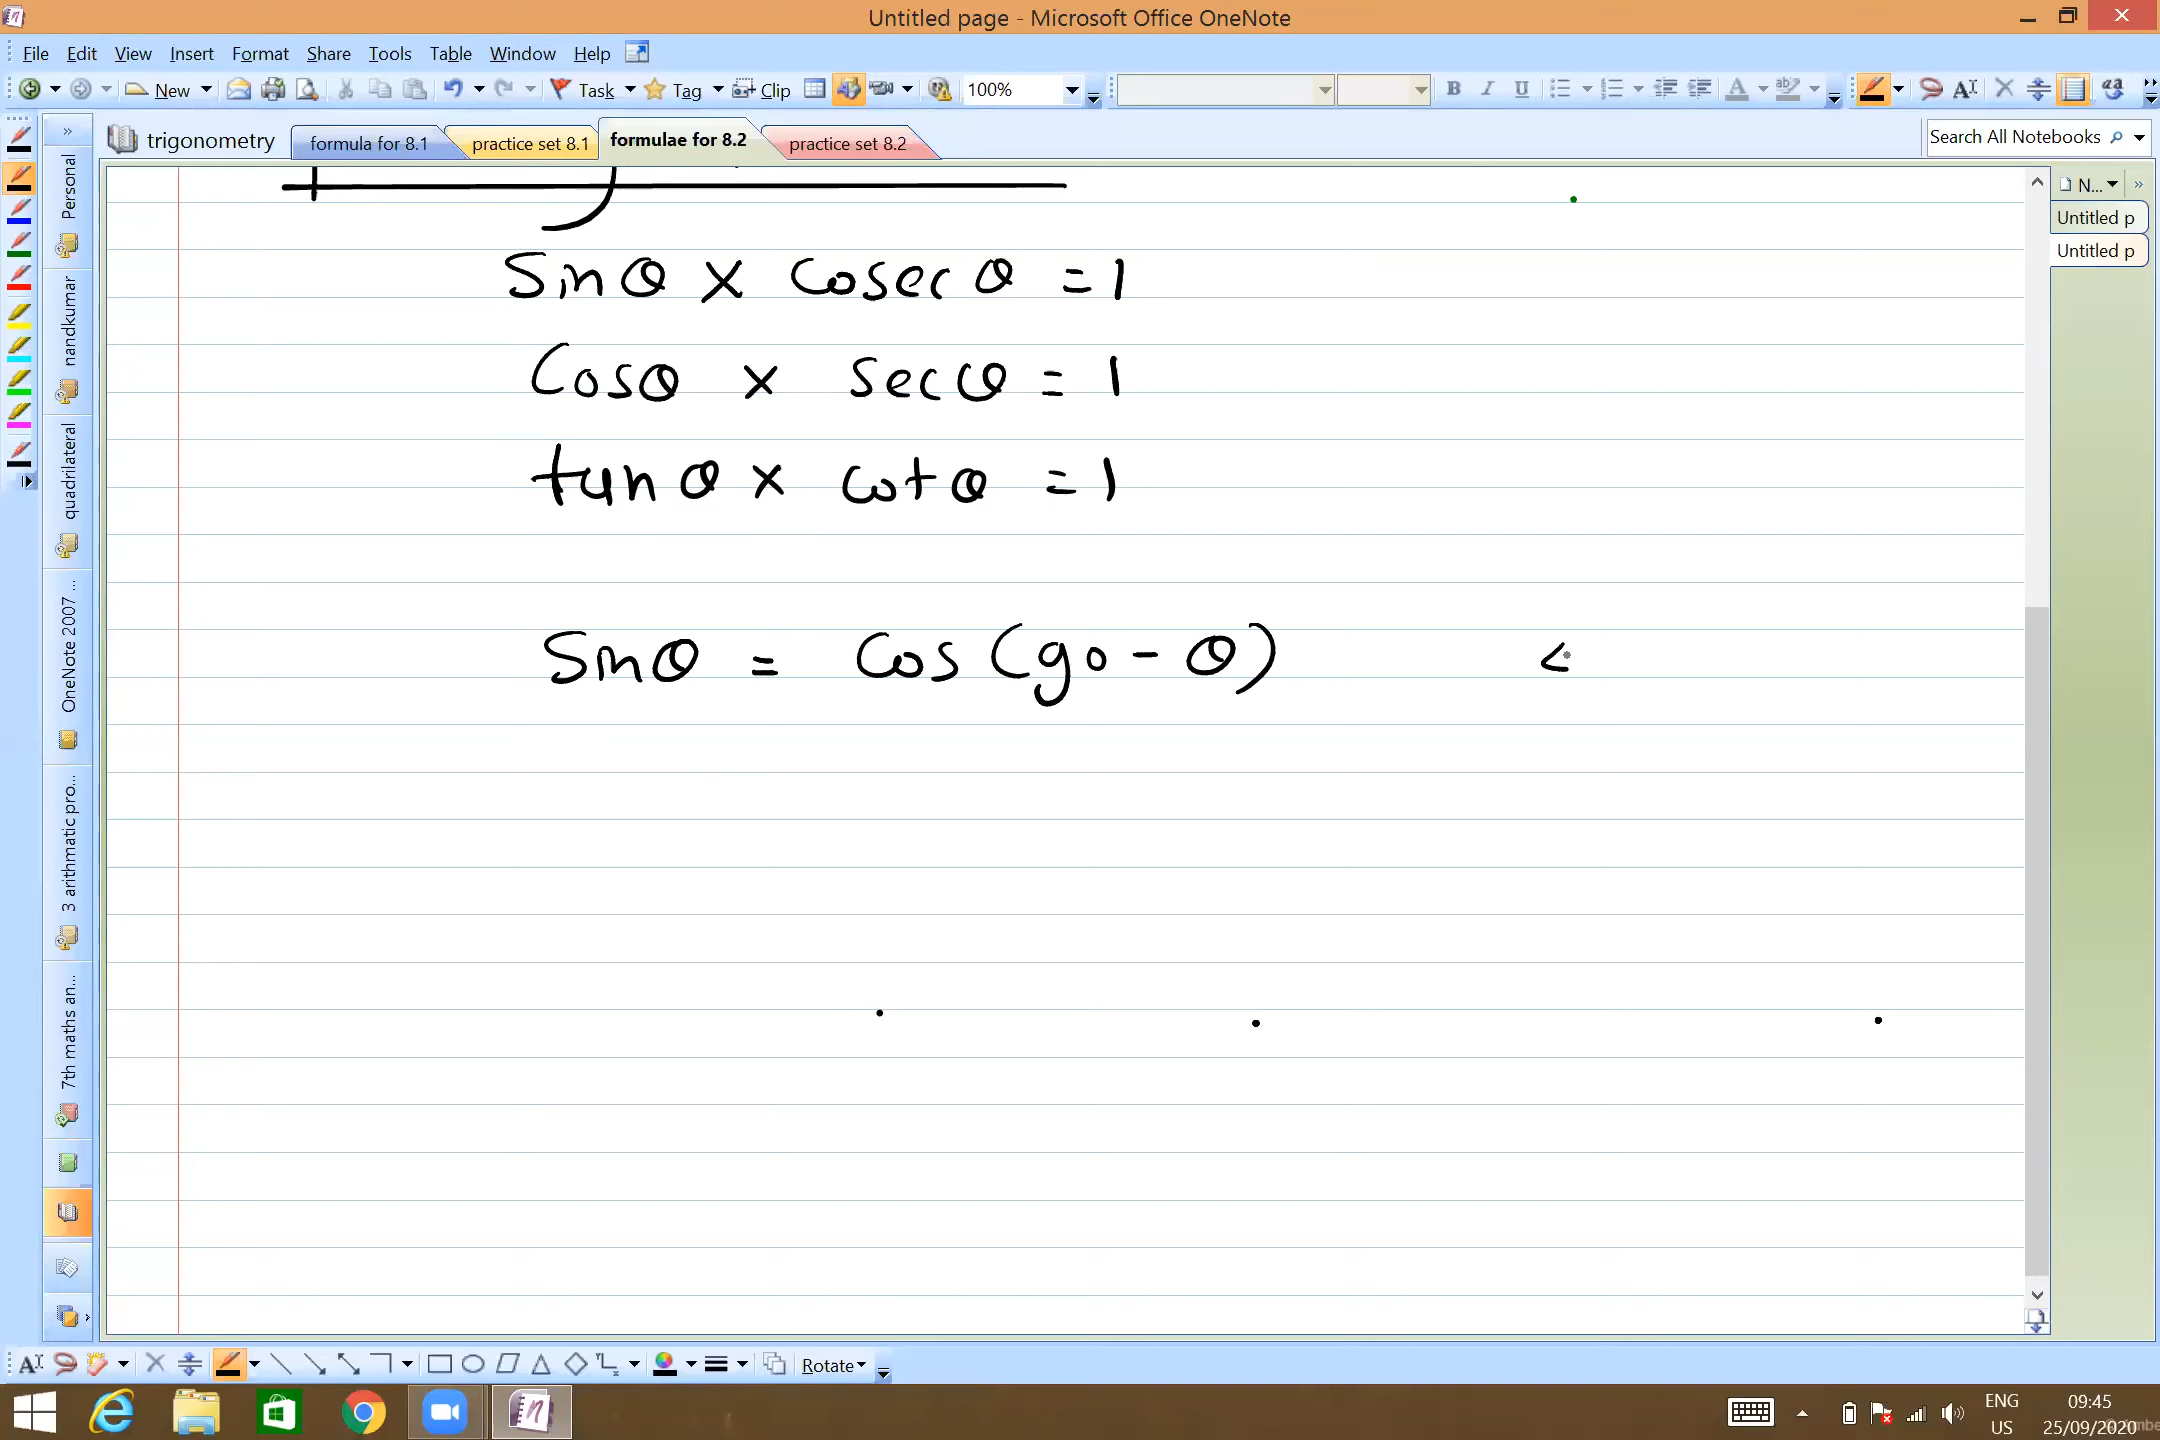 Untitled page - Microsoft Office OneNote
File Edit View Insert Format Share Tools Table Window Help
New Task Tag Clip 100% B I U
trigonometry formula for 8.1 practice set 8.1 formulae for 8.2 practice set 8.2 Search All Notebooks
N...
Untitled p
Untitled p
Personal
nandkumar
quadrilateral
OneNote 2007 ...
3 arithmatic pro...
7th maths an...
Sinθ × cosecθ = 1
Cosθ × secθ = 1
tanθ × cotθ = 1
Sinθ = Cos(90 - θ)
Rotate
ENG
US
09:45
25/09/2020